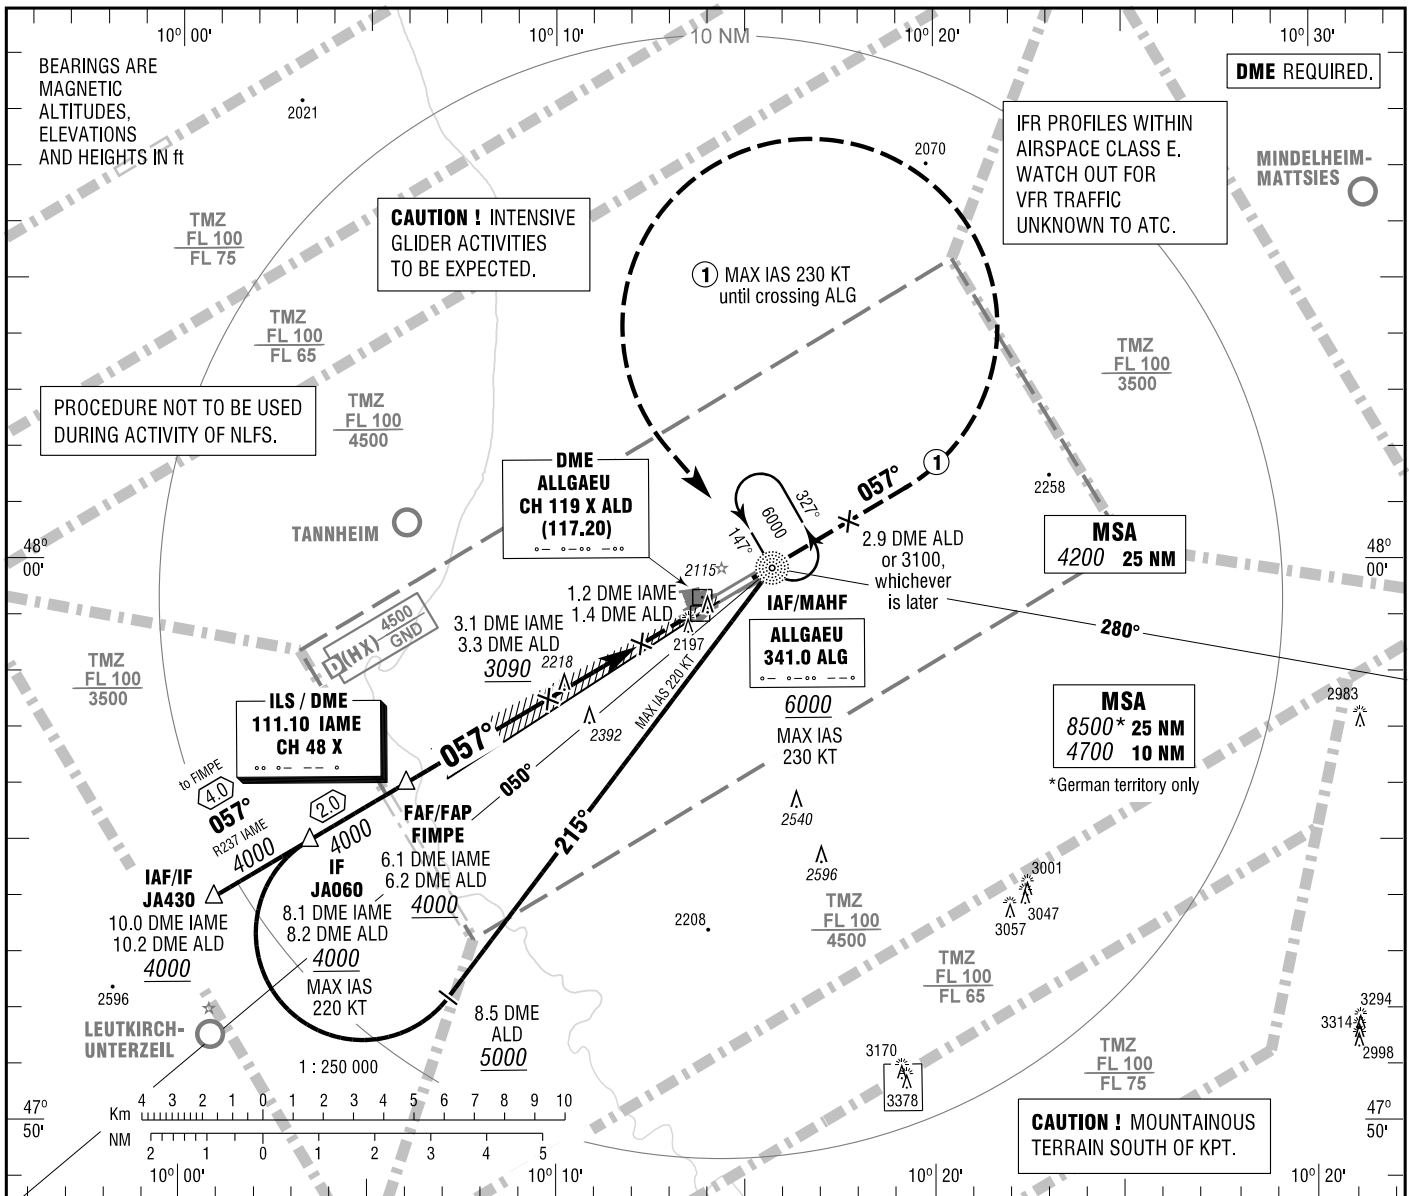 10° 00'
10° 10'
10 NM
10° 20'
10° 30'
BEARINGS ARE
MAGNETIC
ALTITUDES,
ELEVATIONS
AND HEIGHTS IN ft
2021
DME REQUIRED.
IFR PROFILES WITHIN
AIRSPACE CLASS E.
WATCH OUT FOR
VFR TRAFFIC
UNKNOWN TO ATC.
MINDELHEIM-
MATTSIES
2070
CAUTION ! INTENSIVE
GLIDER ACTIVITIES
TO BE EXPECTED.
TMZ
FL 100
FL 75
1 MAX IAS 230 KT
until crossing ALG
TMZ
FL 100
FL 65
TMZ
FL 100
3500
PROCEDURE NOT TO BE USED
DURING ACTIVITY OF NLFS.
TMZ
FL 100
4500
DME
ALLGAEU
CH 119 X ALD
(117.20)
057°
1
2258
TANNHEIM
6000
327°
147°
2.9 DME ALD
or 3100,
whichever
is later
MSA
4200 25 NM
48°
00'
48°
00'
2115
1.2 DME IAME
1.4 DME ALD
IAF/MAHF
ALLGAEU
341.0 ALG
6000
MAX IAS
230 KT
280°
D(HX) 4500
GND
3.1 DME IAME
3.3 DME ALD
3090
2218
2197
MAX IAS 220 KT
TMZ
FL 100
3500
ILS / DME
111.10 IAME
CH 48 X
057°
2392
050°
MSA
8500* 25 NM
4700 10 NM
*German territory only
2983
to FIMPE
4.0
057°
R237 IAME
4000
2.0
4000
FAF/FAP
FIMPE
6.1 DME IAME
6.2 DME ALD
4000
215°
2540
2596
IAF/IF
JA430
10.0 DME IAME
10.2 DME ALD
4000
IF
JA060
8.1 DME IAME
8.2 DME ALD
4000
MAX IAS
220 KT
3001
3047
3057
2208
TMZ
FL 100
4500
TMZ
FL 100
FL 65
2596
LEUTKIRCH-
UNTERZEIL
8.5 DME
ALD
5000
3294
3314
2998
3170
3378
TMZ
FL 100
FL 75
1 : 250 000
Km 4 3 2 1 0 1 2 3 4 5 6 7 8 9 10
NM
2 1 0 1 2 3 4 5
47°
50'
47°
50'
CAUTION ! MOUNTAINOUS
TERRAIN SOUTH OF KPT.
10° 00'
10° 10'
10° 20'
10° 20'